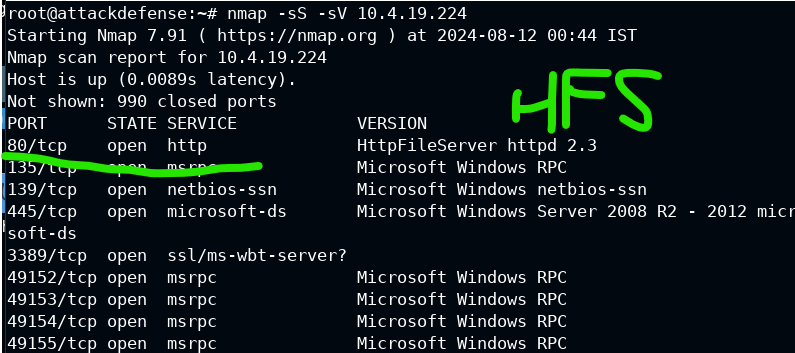 root@attackdefense:~# nmap -sS -sV 10.4.19.224
Starting Nmap 7.91 ( https://nmap.org ) at 2024-08-12 00:44 IST
Nmap scan report for 10.4.19.224
Host is up (0.0089s latency).
Not shown: 990 closed ports
HFS
PORT      STATE SERVICE            VERSION
80/tcp    open  http               HttpFileServer httpd 2.3
135/tcp   open  msrpc              Microsoft Windows RPC
139/tcp   open  netbios-ssn        Microsoft Windows netbios-ssn
445/tcp   open  microsoft-ds       Microsoft Windows Server 2008 R2 - 2012 micr
soft-ds
3389/tcp  open  ssl/ms-wbt-server?
49152/tcp open  msrpc              Microsoft Windows RPC
49153/tcp open  msrpc              Microsoft Windows RPC
49154/tcp open  msrpc              Microsoft Windows RPC
49155/tcp open  msrpc              Microsoft Windows RPC